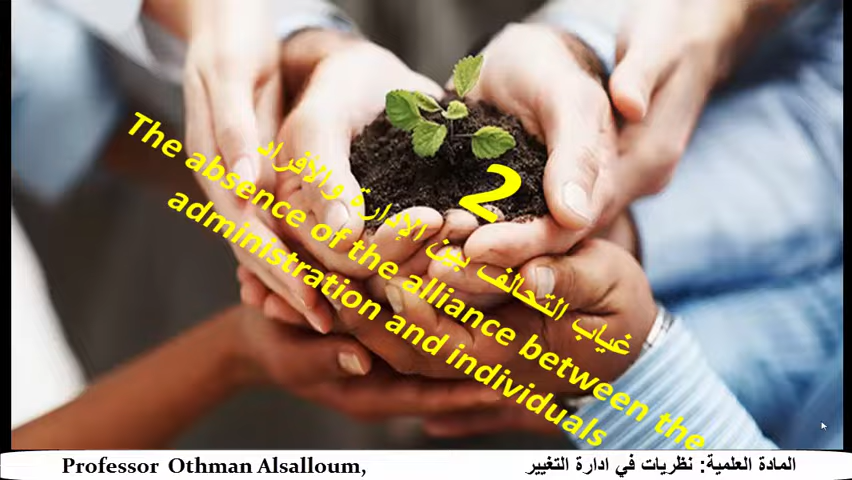 2
غياب التحالف بين الإدارة والأفراد
The absence of the alliance between the
administration and individuals
Professor Othman Alsalloum,
المادة العلمية: نظريات في ادارة التغيير